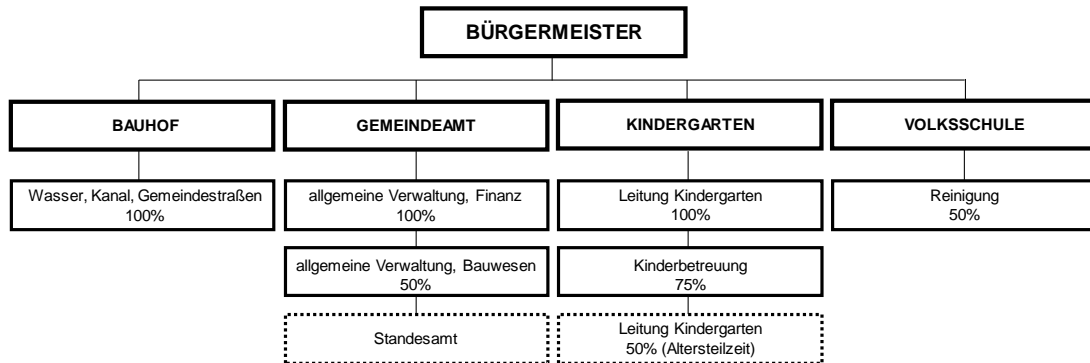 BÜRGERMEISTER
BAUHOF
GEMEINDEAMT
KINDERGARTEN
VOLKSSCHULE
Wasser, Kanal, Gemeindestraßen
100%
allgemeine Verwaltung, Finanz
100%
Leitung Kindergarten
100%
Reinigung
50%
allgemeine Verwaltung, Bauwesen
50%
Kinderbetreuung
75%
Standesamt
Leitung Kindergarten
50% (Altersteilzeit)